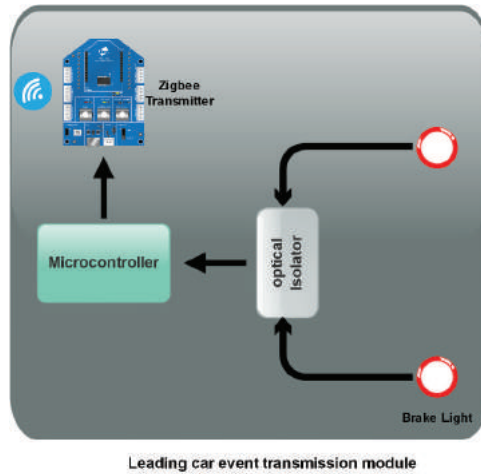 Zigbee
Transmitter
Microcontroller
optical
Isolator
Brake Light
Leading car event transmission module